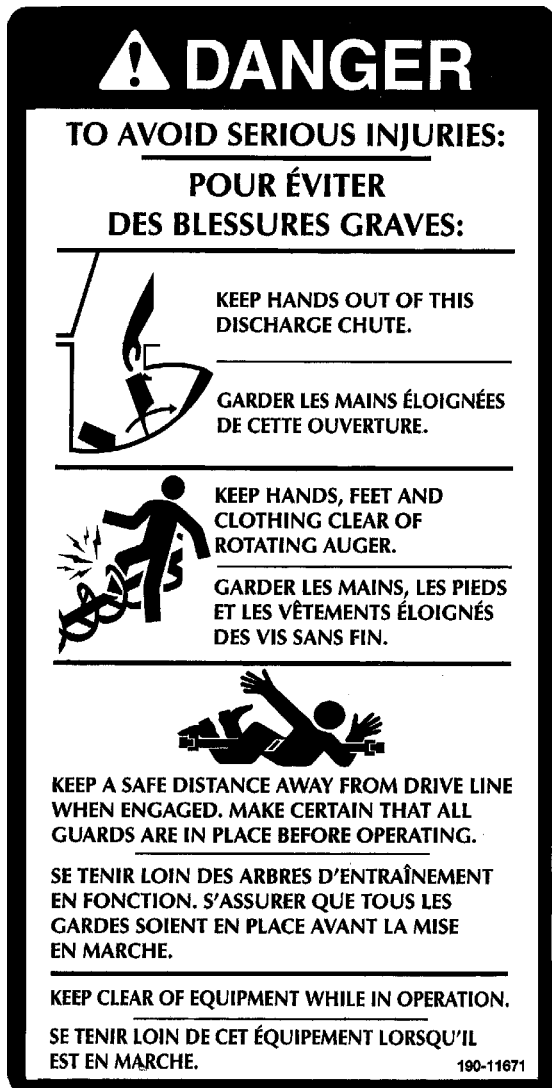 DANGER
TO AVOID SERIOUS INJURIES:
POUR ÉVITER
DES BLESSURES GRAVES:
KEEP HANDS OUT OF THIS
DISCHARGE CHUTE.
GARDER LES MAINS ÉLOIGNÉES
DE CETTE OUVERTURE.
KEEP HANDS, FEET AND
CLOTHING CLEAR OF
ROTATING AUGER.
GARDER LES MAINS, LES PIEDS
ET LES VÊTEMENTS ÉLOIGNÉS
DES VIS SANS FIN.
KEEP A SAFE DISTANCE AWAY FROM DRIVE LINE
WHEN ENGAGED. MAKE CERTAIN THAT ALL
GUARDS ARE IN PLACE BEFORE OPERATING.
SE TENIR LOIN DES ARBRES D'ENTRAÎNEMENT
EN FONCTION. S'ASSURER QUE TOUS LES
GARDES SOIENT EN PLACE AVANT LA MISE
EN MARCHE.
KEEP CLEAR OF EQUIPMENT WHILE IN OPERATION.
SE TENIR LOIN DE CET ÉQUIPEMENT LORSQU'IL
EST EN MARCHE.
190-11671